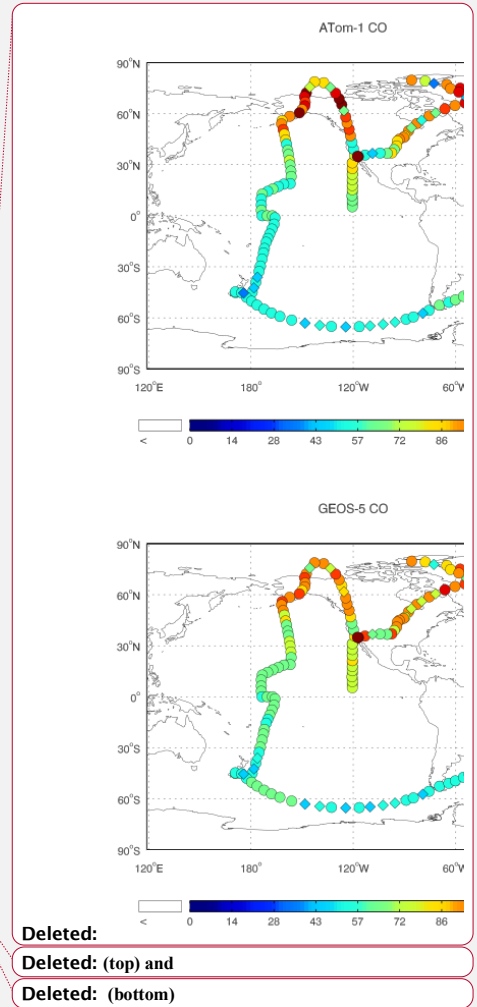 ATom-1 CO
90°N
60°N
30°N
0°
30°S
60°S
90°S
120°E 180° 120°W 60°W
< 0 14 28 43 57 72 86
GEOS-5 CO
90°N
60°N
30°N
0°
30°S
60°S
90°S
120°E 180° 120°W
< 0 14 28 43 57 72 86
Deleted:
Deleted: (top) and
Deleted: (bottom)